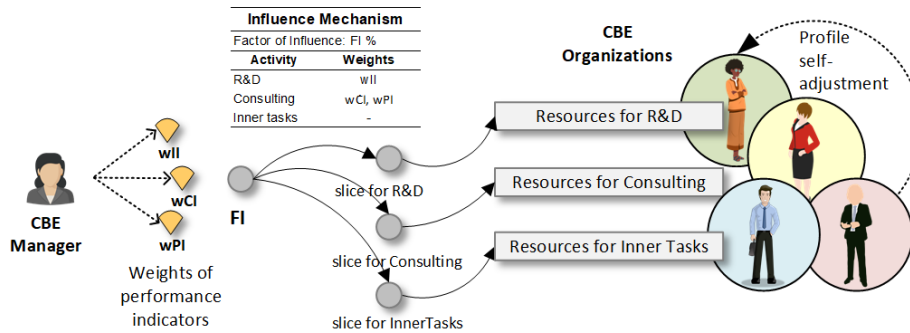 Influence Mechanism
Factor of Influence: FI %
Activity Weights
R&D wII
Consulting wCI, wPI
Inner tasks -
CBE
Organizations
Profile
self-
adjustment
Resources for R&D
Resources for Consulting
Resources for Inner Tasks
CBE
Manager
wII
wCI
wPI
Weights of
performance
indicators
FI
slice for R&D
slice for Consulting
slice for InnerTasks